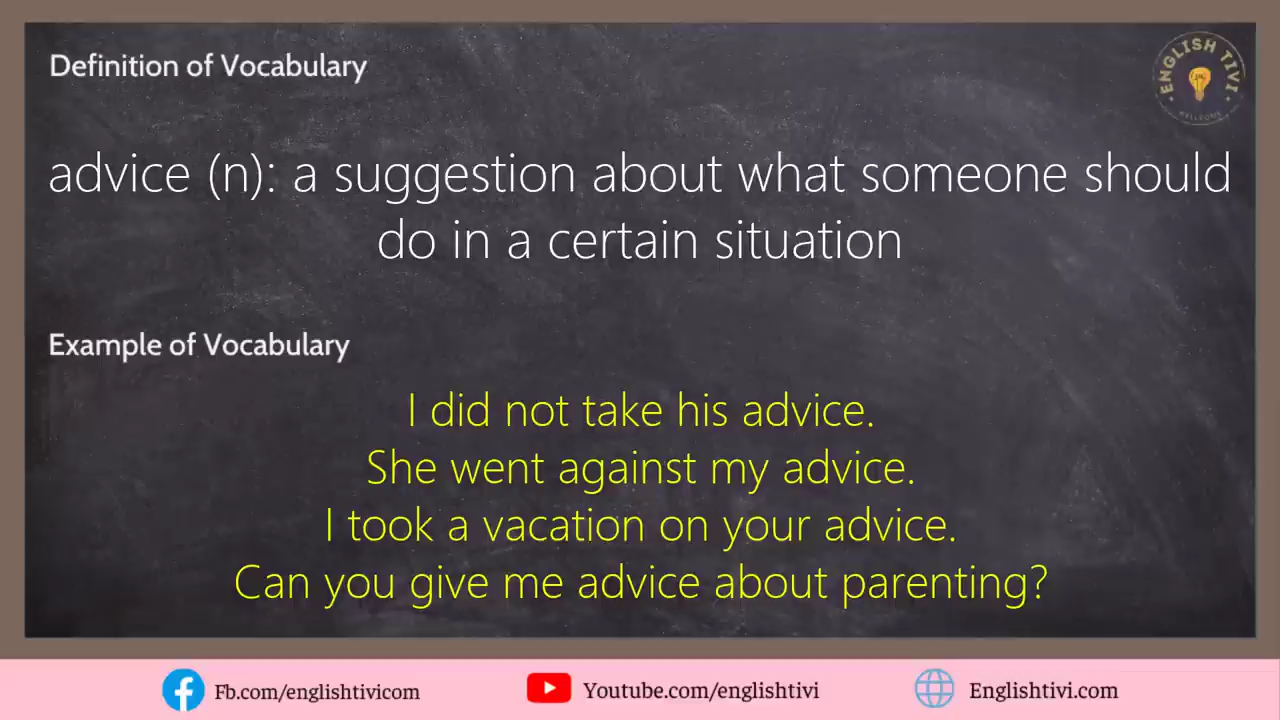 Definition of Vocabulary
ENGLISH TIVI
advice (n): a suggestion about what someone should
do in a certain situation
Example of Vocabulary
I did not take his advice.
She went against my advice.
I took a vacation on your advice.
Can you give me advice about parenting?
Fb.com/englishtivicom
Youtube.com/englishtivi
Englishtivi.com